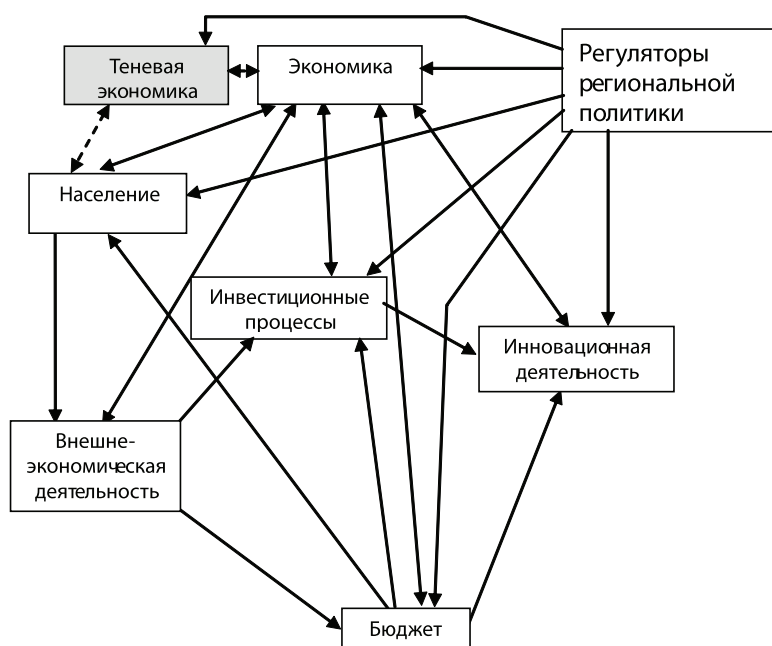 Теневая
экономика
Экономика
Регуляторы
региональной
политики
Население
Инвестиционные
процессы
Инновационная
деятельность
Внешне-
экономическая
деятельность
Бюджет